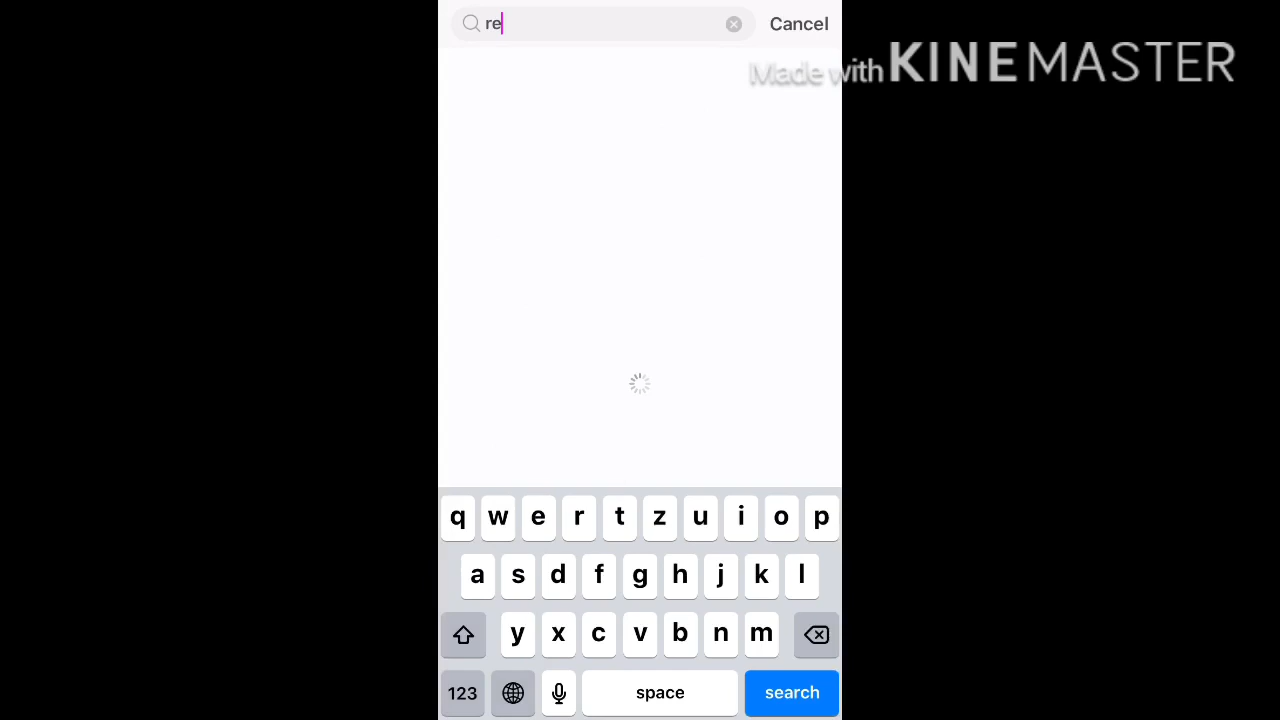 re
Cancel
Made with KINEMASTER
q w e r t z u i o p
a s d f g h j k l
y x c v b n m
123 space search